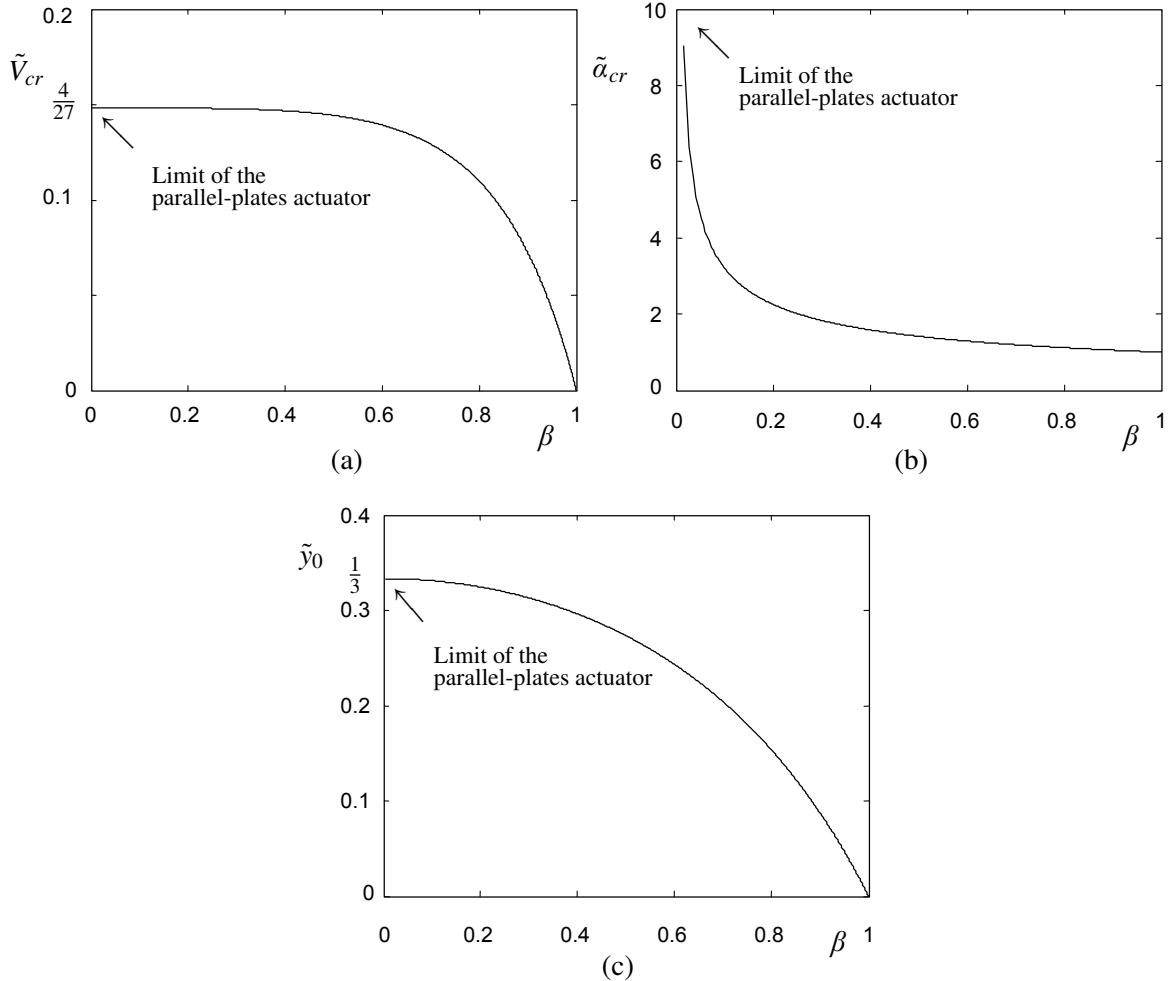 0.2
Ṽcr
4/27
Limit of the
parallel-plates actuator
0.1
0
0 0.2 0.4 0.6 0.8 1
β
(a)
10
α̃cr
Limit of the
parallel-plates actuator
8
6
4
2
0
0 0.2 0.4 0.6 0.8 1
β
(b)
0.4
ỹ0
1/3
0.3
Limit of the
parallel-plates actuator
0.2
0.1
0
0 0.2 0.4 0.6 0.8 1
β
(c)